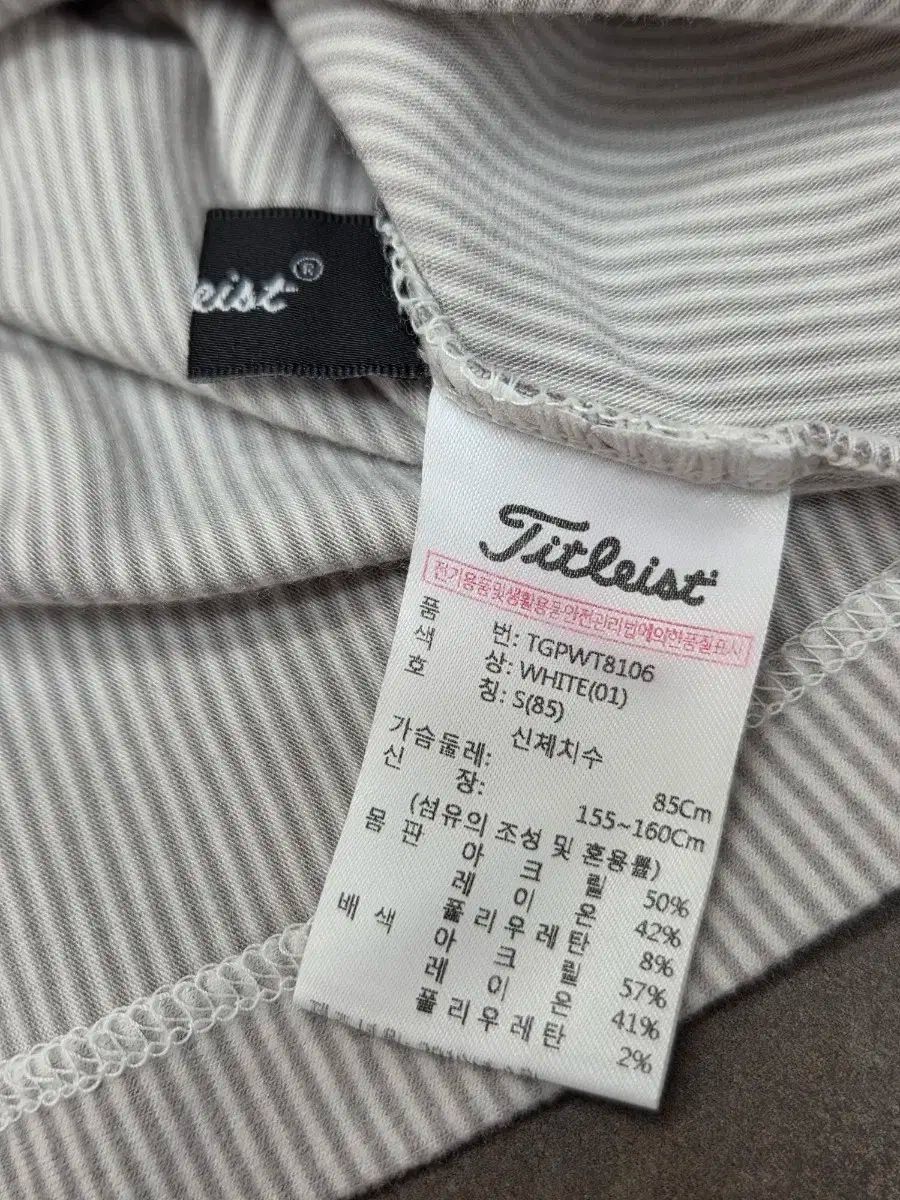 eist®
Titleist
전기용품및생활용품안전관리법에의한품질표시
품 번: TGPWT8106
색 상: WHITE(01)
호 칭: S(85)
신체치수
가슴둘레: 85Cm
신 장: 155~160Cm
(섬유의 조성 및 혼용률)
몸 판 아 크 릴 50%
레 이 온 42%
폴 리 우 레 탄 8%
배 색 아 크 릴 57%
레 이 온 41%
폴 리 우 레 탄 2%